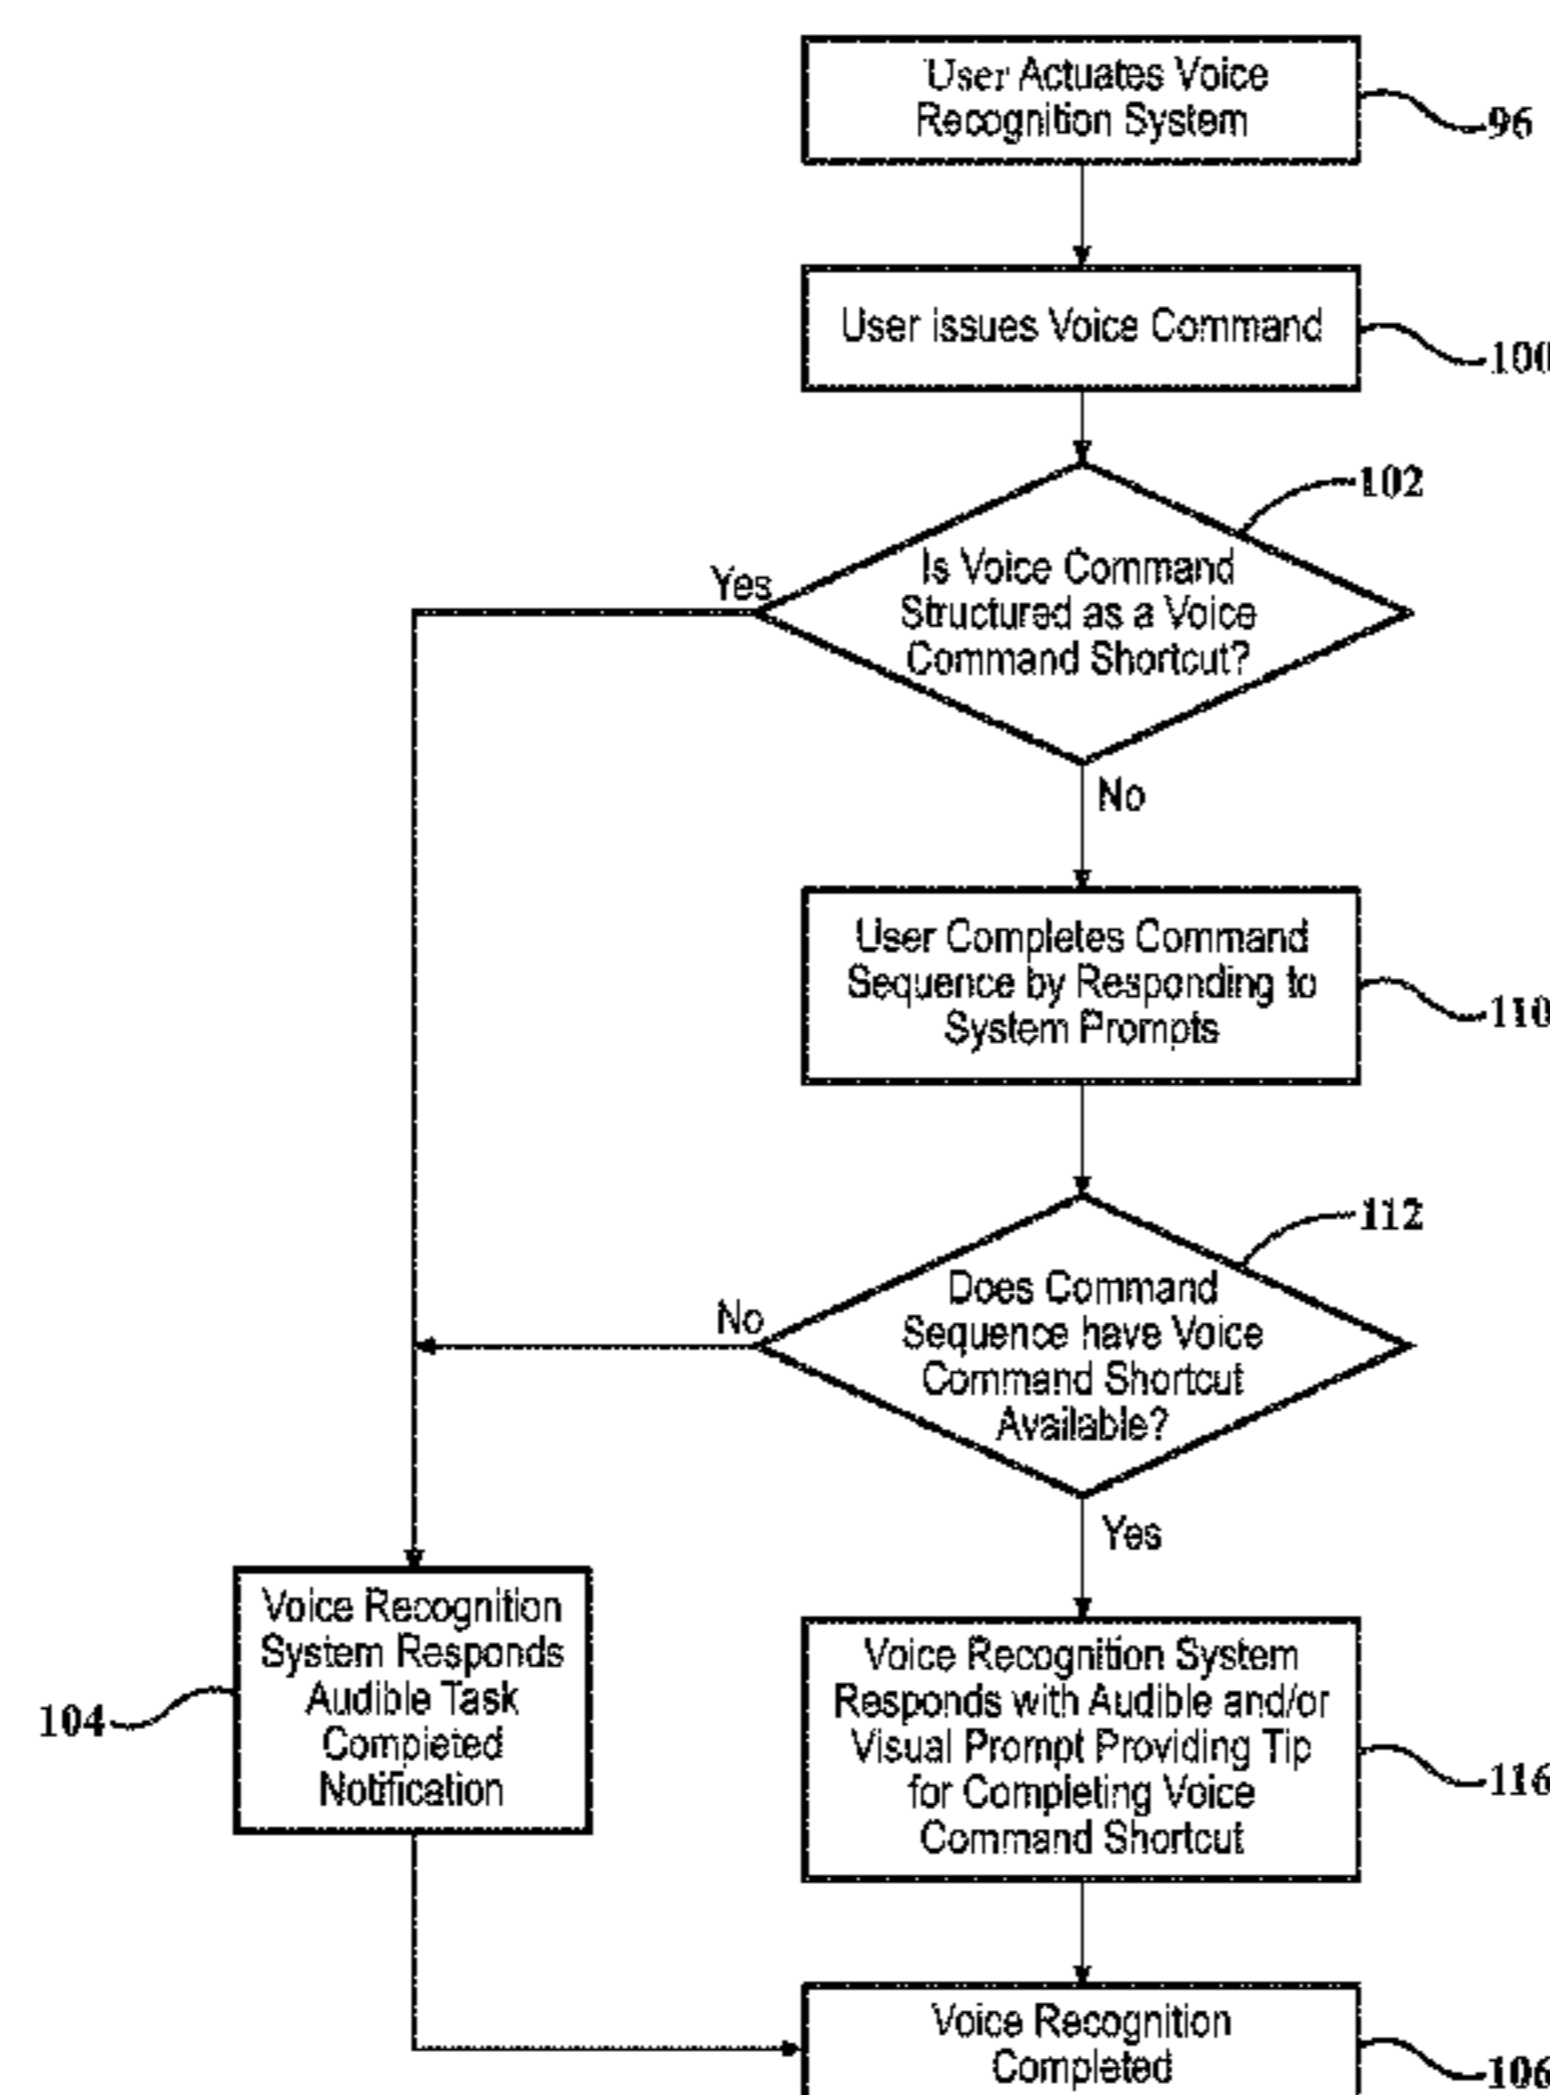 User Actuates Voice
Recognition System
96
User issues Voice Command
100
102
Is Voice Command
Structured as a Voice
Command Shortcut?
Yes
No
User Completes Command
Sequence by Responding to
System Prompts
110
112
Does Command
Sequence have Voice
Command Shortcut
Available?
No
Yes
Voice Recognition
System Responds
Audible Task
Completed
Notification
104
Voice Recognition System
Responds with Audible and/or
Visual Prompt Providing Tip
for Completing Voice
Command Shortcut
116
Voice Recognition
Completed
106